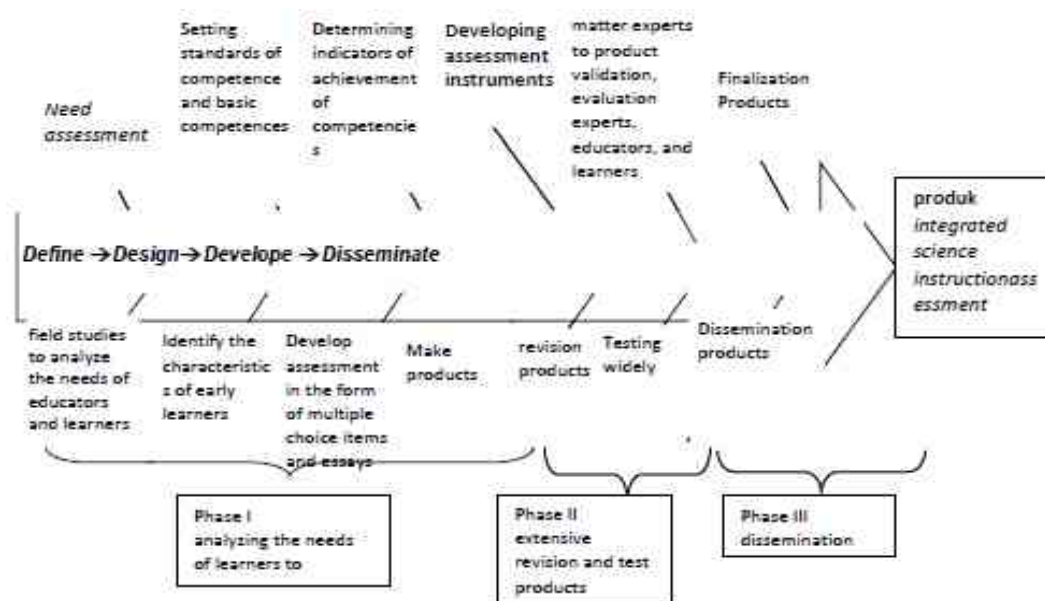 Need
assessment
Setting
standards of
competence
and basic
competences
Determining
indicators of
achievement
of
competencie
s
Developing
assessment
instruments
matter experts
to product
validation,
evaluation
experts,
educators, and
learners
Finalization
Products
produk
integrated
science
instructionass
essment
Define →Design→ Develope →Disseminate
field studies
to analyze
the needs of
educators
and learners
Identify the
characteristic
s of early
learners
Develop
assessment
in the form
of multiple
choice items
and essays
Make
products
revision
products
Testing
widely
Dissemination
products
Phase I
analyzing the needs
of learners to
Phase II
extensive
revision and test
products
Phase III
dissemination